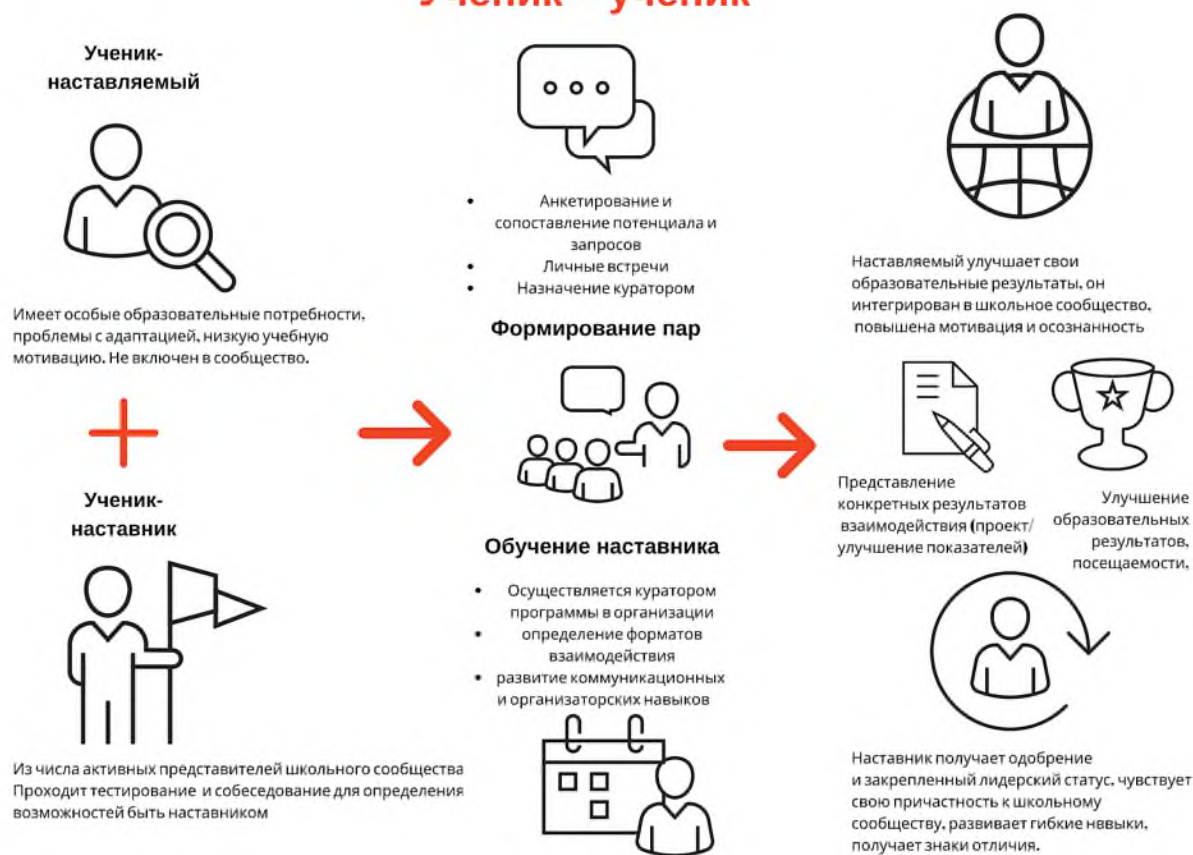 Ученик – ученик
Ученик-
наставляемый
Имеет особые образовательные потребности,
проблемы с адаптацией, низкую учебную
мотивацию. Не включен в сообщество.
Ученик-
наставник
Из числа активных представителей школьного сообщества
Проходит тестирование и собеседование для определения
возможностей быть наставником
• Анкетирование и
сопоставление потенциала и
запросов
• Личные встречи
• Назначение куратором
Формирование пар
Обучение наставника
• Осуществляется куратором
программы в организации
• определение форматов
взаимодействия
• развитие коммуникационных
и организаторских навыков
Наставляемый улучшает свои
образовательные результаты, он
интегрирован в школьное сообщество,
повышена мотивация и осознанность
Представление
конкретных результатов
взаимодействия (проект/
улучшение показателей)
Улучшение
образовательных
результатов,
посещаемости.
Наставник получает одобрение
и закрепленный лидерский статус, чувствует
свою причастность к школьному
сообществу, развивает гибкие нввыки,
получает знаки отличия.